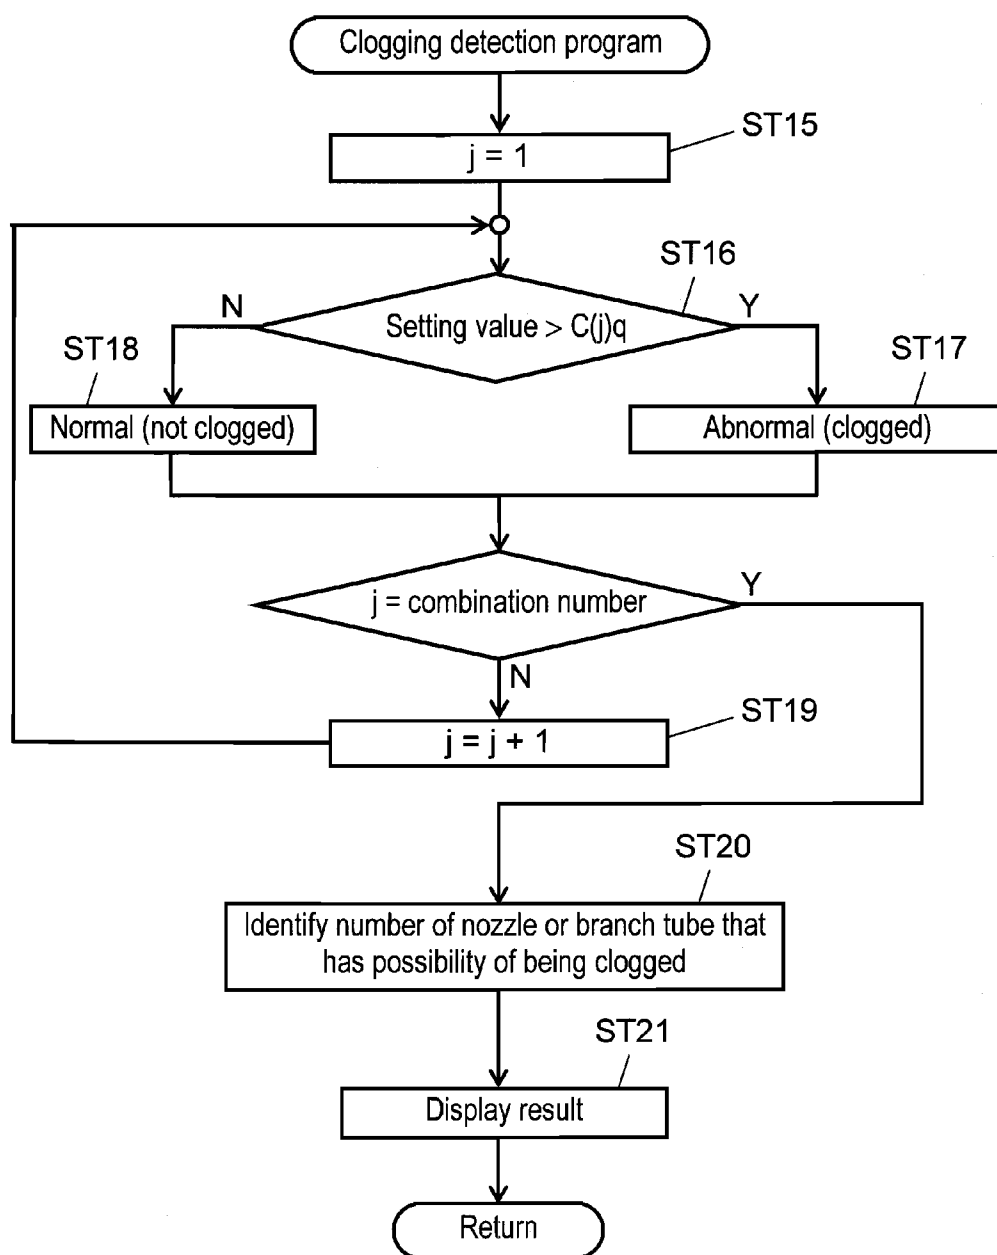 Clogging detection program
ST15
j = 1
ST16
N
Y
Setting value > C(j)q
ST18
ST17
Normal (not clogged)
Abnormal (clogged)
Y
j = combination number
N
ST19
j = j + 1
ST20
Identify number of nozzle or branch tube that
has possibility of being clogged
ST21
Display result
Return